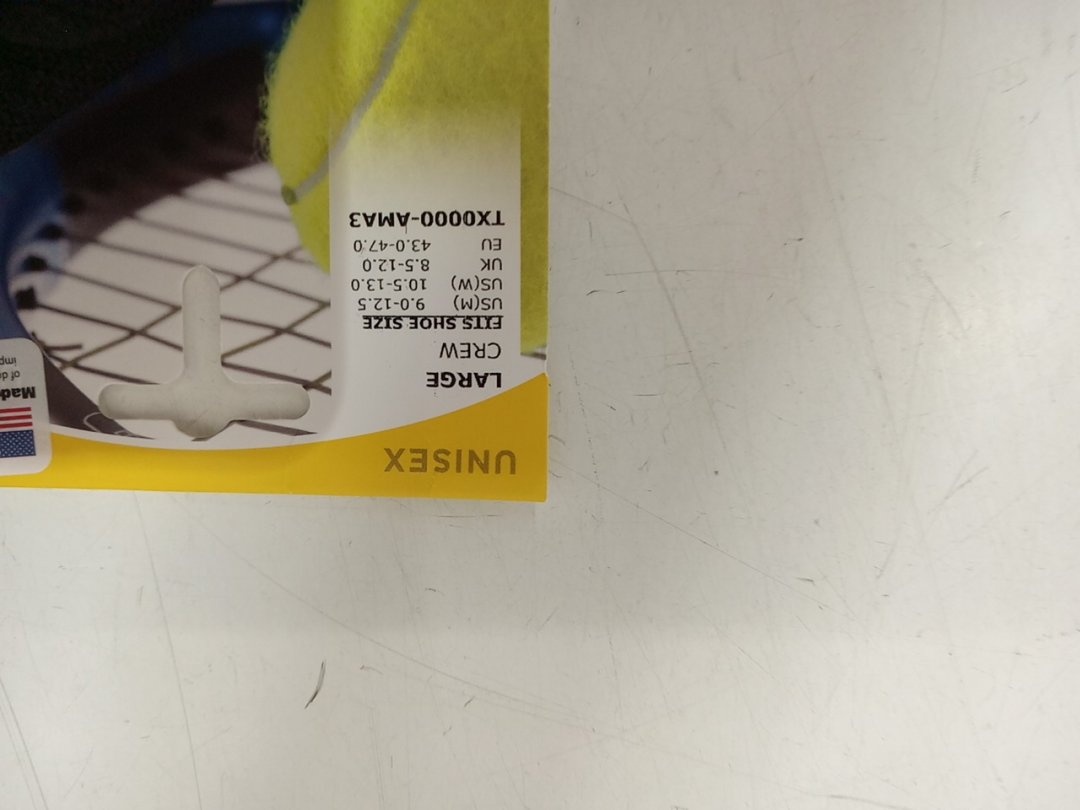 UNISEX
LARGE
CREW
FITS SHOE SIZE
US(M) 9.0-12.5
US(W) 10.5-13.0
UK 8.5-12.0
EU 43.0-47.0
TX0000-AMA3